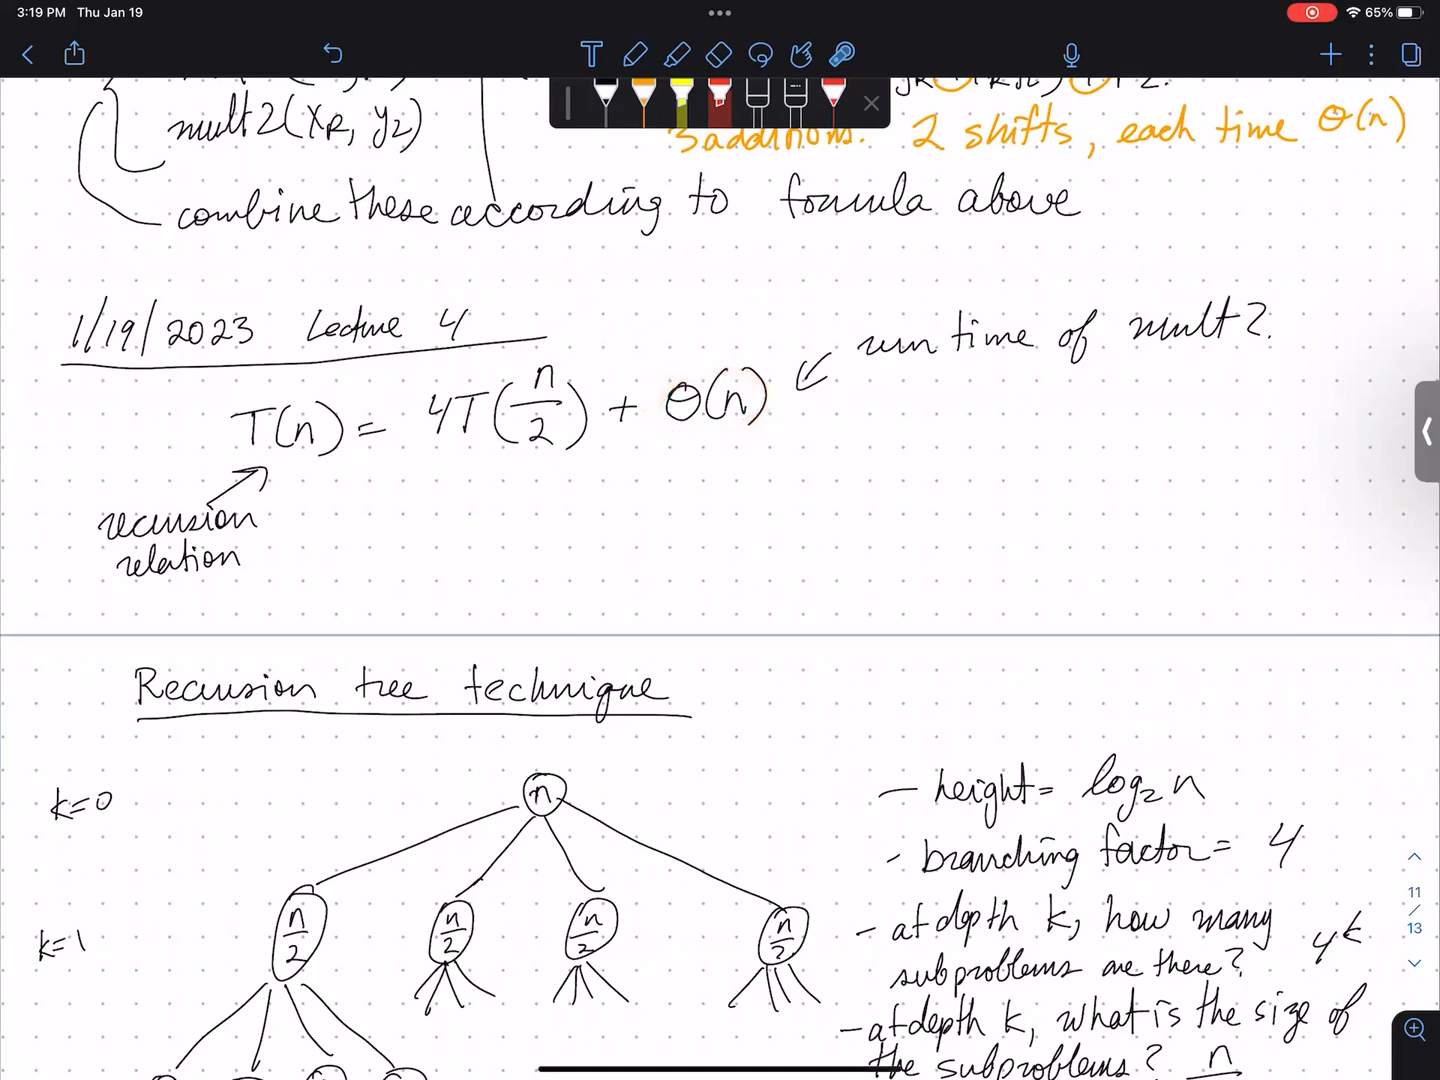 3:19 PM Thu Jan 19
65%
T
mult2(x_R, y_L)
3 additions. 2 shifts, each time Θ(n)
combine these according to formula above
1/19/2023 Lecture 4
run time of mult2.
T(n) = 4T(n/2) + Θ(n)
recursion
relation
Recursion tree technique
k=0
n
- height = log₂ n
- branching factor = 4
k=1
n/2 n/2 n/2 n/2
- at depth k, how many
subproblems are there? 4^k
- at depth k, what is the size of
the subproblems? n
11
/
13